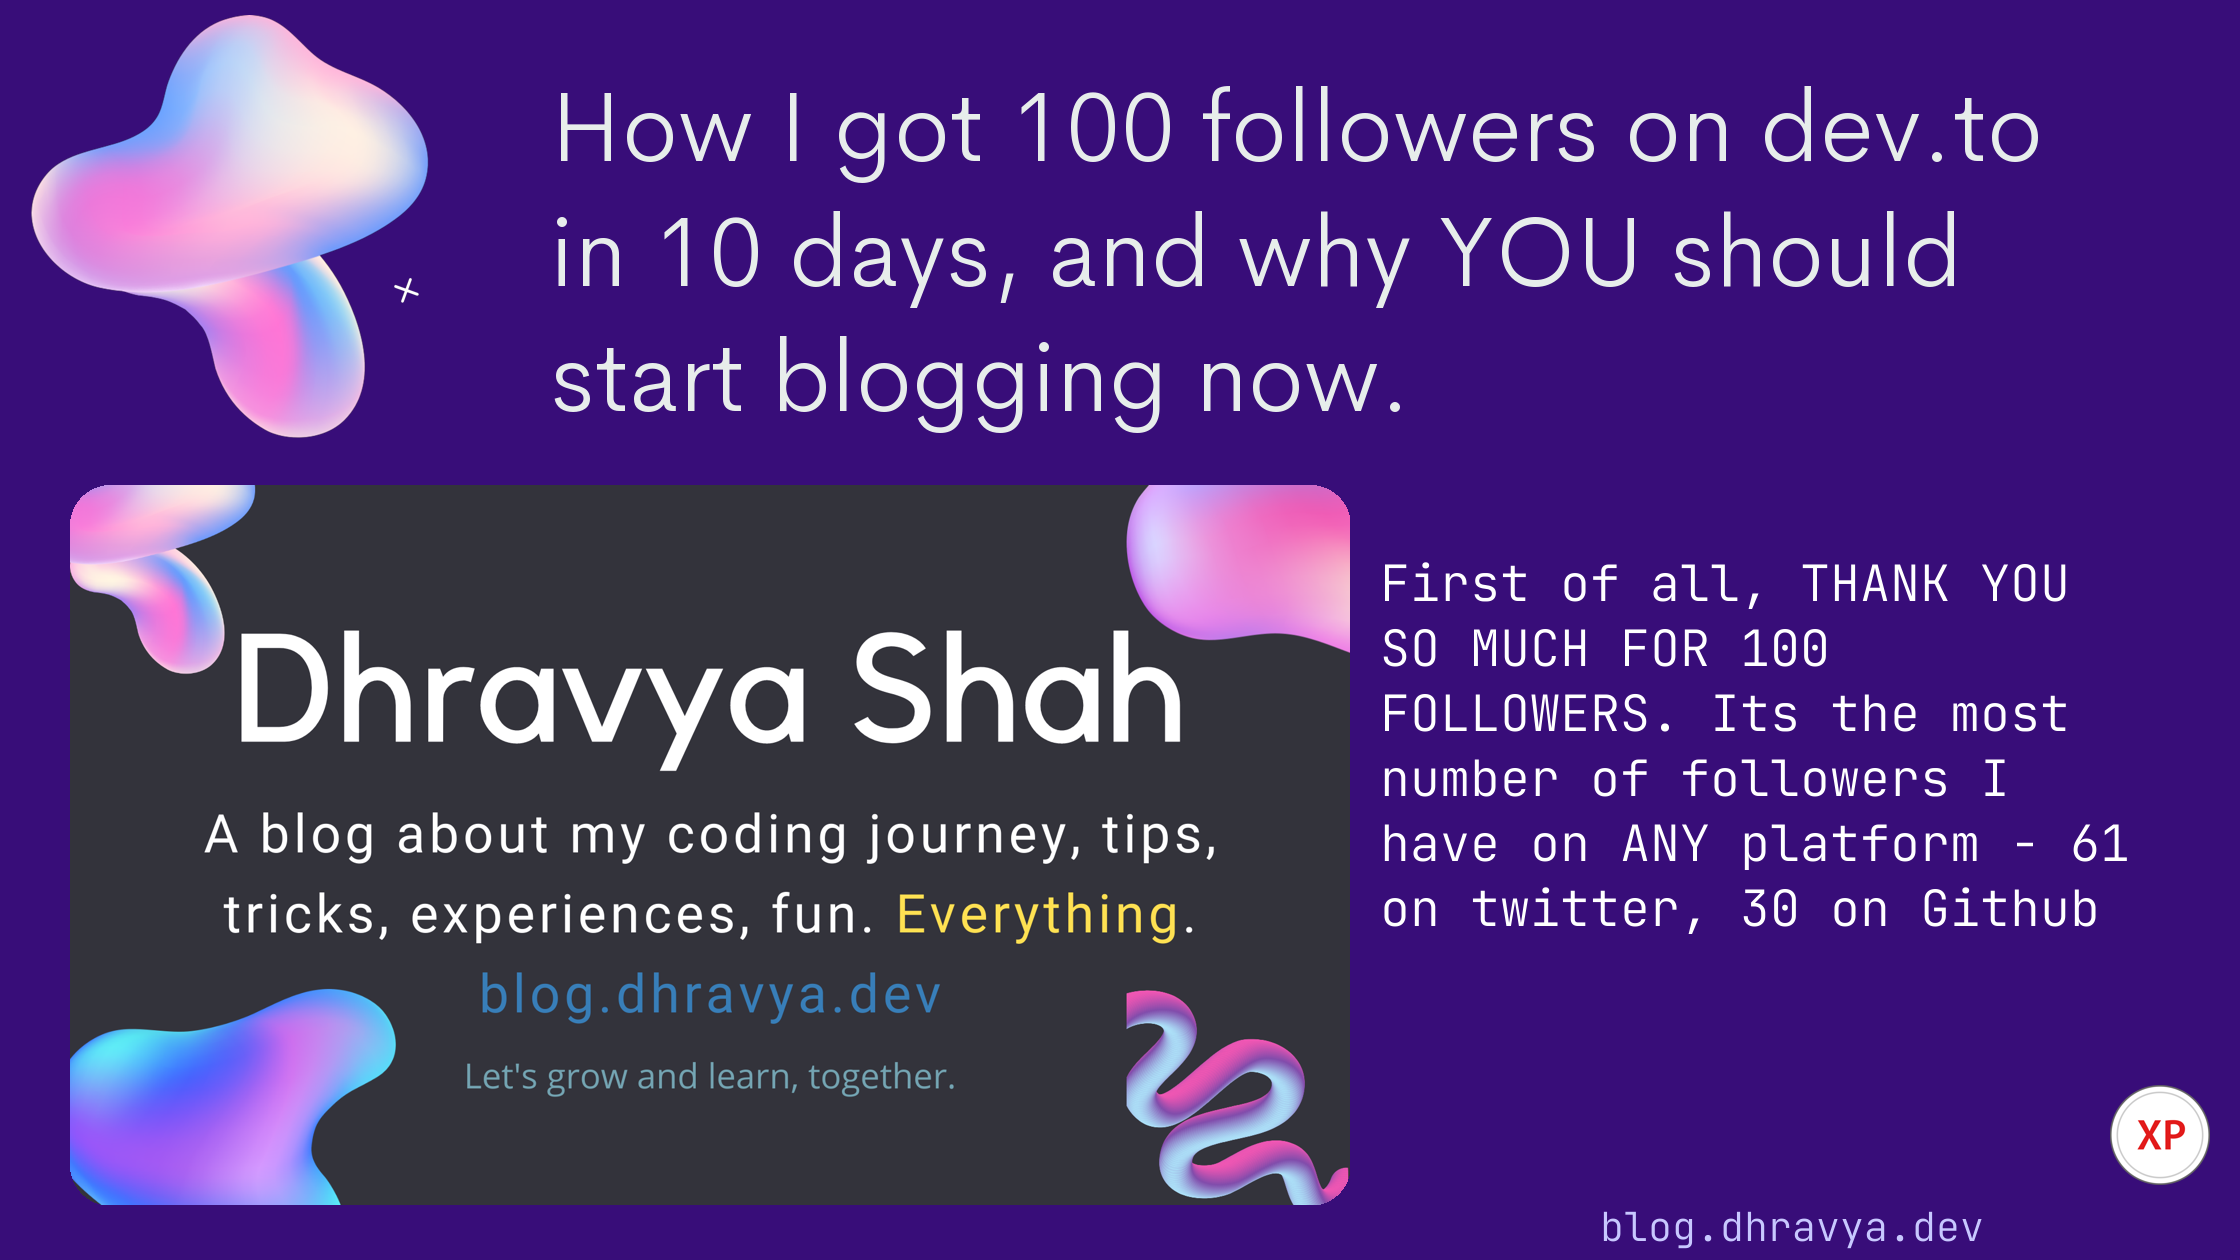 How I got 100 followers on dev.to
in 10 days, and why YOU should
start blogging now.
Dhravya Shah
A blog about my coding journey, tips,
tricks, experiences, fun. Everything.
blog.dhravya.dev
Let's grow and learn, together.
First of all, THANK YOU
SO MUCH FOR 100
FOLLOWERS. Its the most
number of followers I
have on ANY platform - 61
on twitter, 30 on Github
XP
blog.dhravya.dev